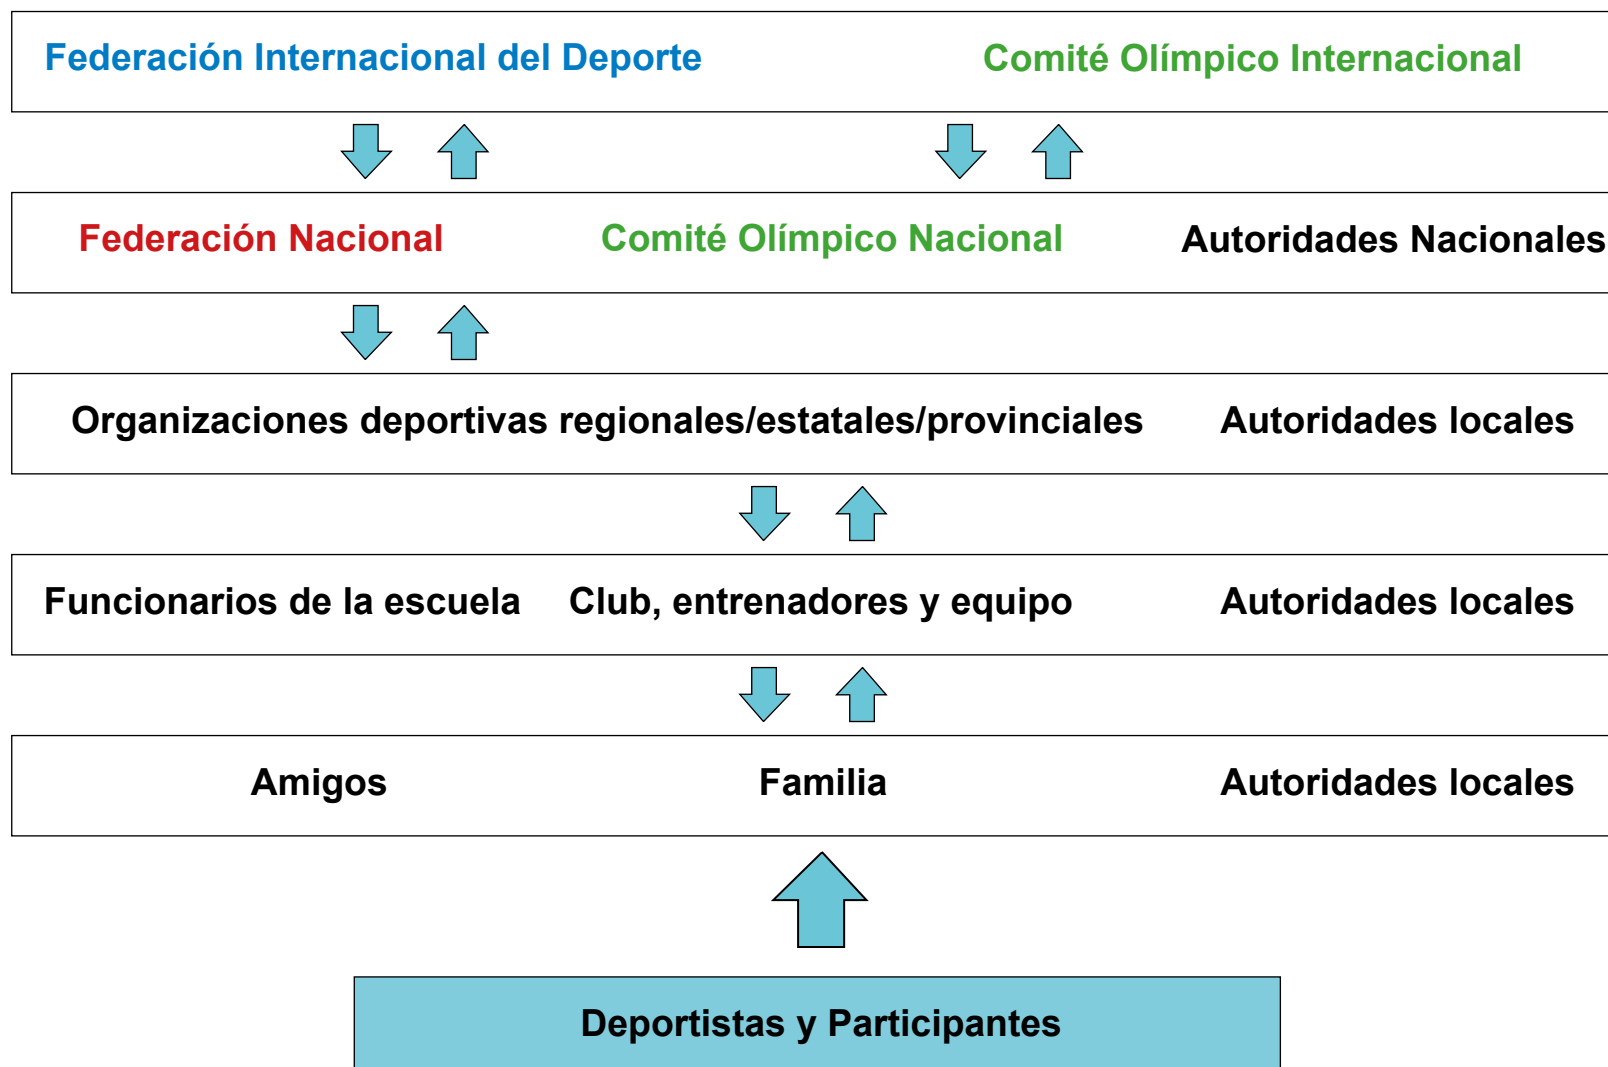 Federación Internacional del Deporte Comité Olímpico Internacional
Federación Nacional Comité Olímpico Nacional Autoridades Nacionales
Organizaciones deportivas regionales/estatales/provinciales Autoridades locales
Funcionarios de la escuela Club, entrenadores y equipo Autoridades locales
Amigos Familia Autoridades locales
Deportistas y Participantes